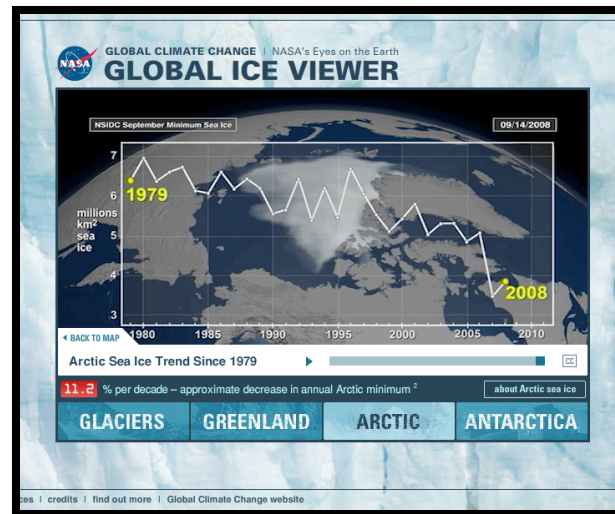 NASA
GLOBAL CLIMATE CHANGE | NASA's Eyes on the Earth
GLOBAL ICE VIEWER
NSIDC September Minimum Sea Ice
09/14/2008
7
6
millions
km²
sea
ice
5
4
3
1979
2008
1980 1985 1990 1995 2000 2005 2010
◂ BACK TO MAP
Arctic Sea Ice Trend Since 1979
CC
11.2 % per decade – approximate decrease in annual Arctic minimum ²
about Arctic sea ice
GLACIERS GREENLAND ARCTIC ANTARCTICA
credits | find out more | Global Climate Change website